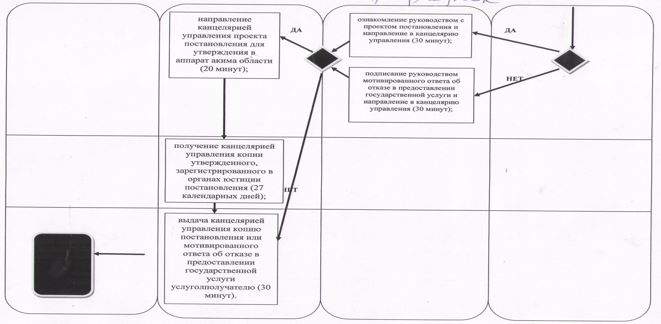 направление
канцелярией
управления проекта
постановления для
утверждения в
аппарат акима области
(20 минут);
ДА
ознакомление руководством с
проектом постановления и
направление в канцелярию
управления (30 минут);
ДА
подписание руководством
мотивированного ответа об
отказе в предоставлении
государственной услуги и
направление в канцелярию
управления (30 минут);
НЕТ
получение канцелярией
управления копии
утвержденного,
зарегистрированного в
органах юстиции
постановления (27
календарных дней);
НЕТ
выдача канцелярией
управления копию
постановления или
мотивированного
ответа об отказе в
предоставлении
государственной
услуги
услуголполучателю (30
минут).